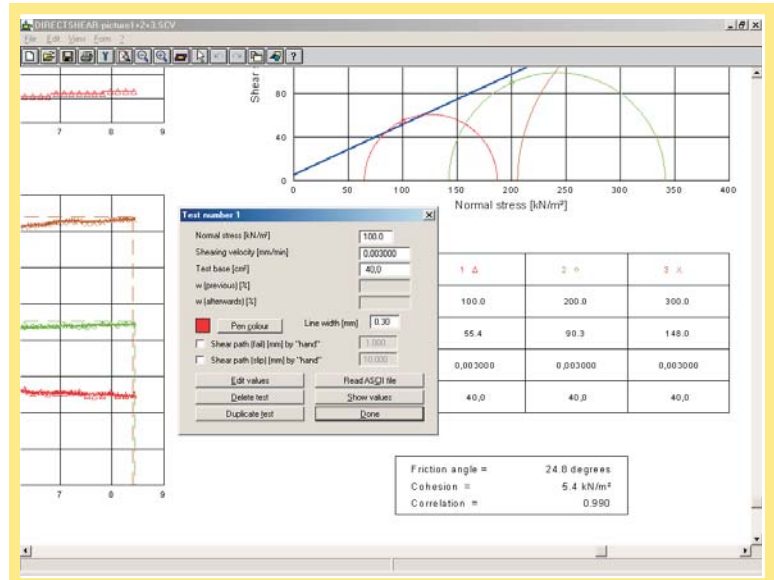 DIRECTSHEAR-picture1+2+3.SCV
File Edit View Form ?
Shear s
80
40
0
0 50 100 150 200 250 300 350 400
Normal stress [kN/m²]
7 8 9
Test number 1
Normal stress [kN/m²] 100.0
Shearing velocity [mm/min] 0,003000
Test base [cm²] 40,0
w (previous) [%]
w (afterwards) [%]
Pen colour Line width [mm] 0.30
Shear path (fail) [mm] by "hand" 1.000
Shear path (slip) [mm] by "hand" 10.000
Edit values Read ASCII file
Delete test Show values
Duplicate test Done
1 2 3
100.0 200.0 300.0
55.4 90.3 148.0
0,003000 0,003000 0,003000
40,0 40,0 40,0
Friction angle = 24.8 degrees
Cohesion = 5.4 kN/m²
Correlation = 0.990
7 8 9